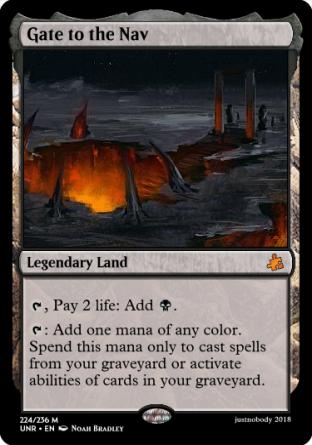 Gate to the Nav
Legendary Land
, Pay 2 life: Add .
: Add one mana of any color.
Spend this mana only to cast spells
from your graveyard or activate
abilities of cards in your graveyard.
224/236 M
justnobody 2018
UNR • EN Noah Bradley